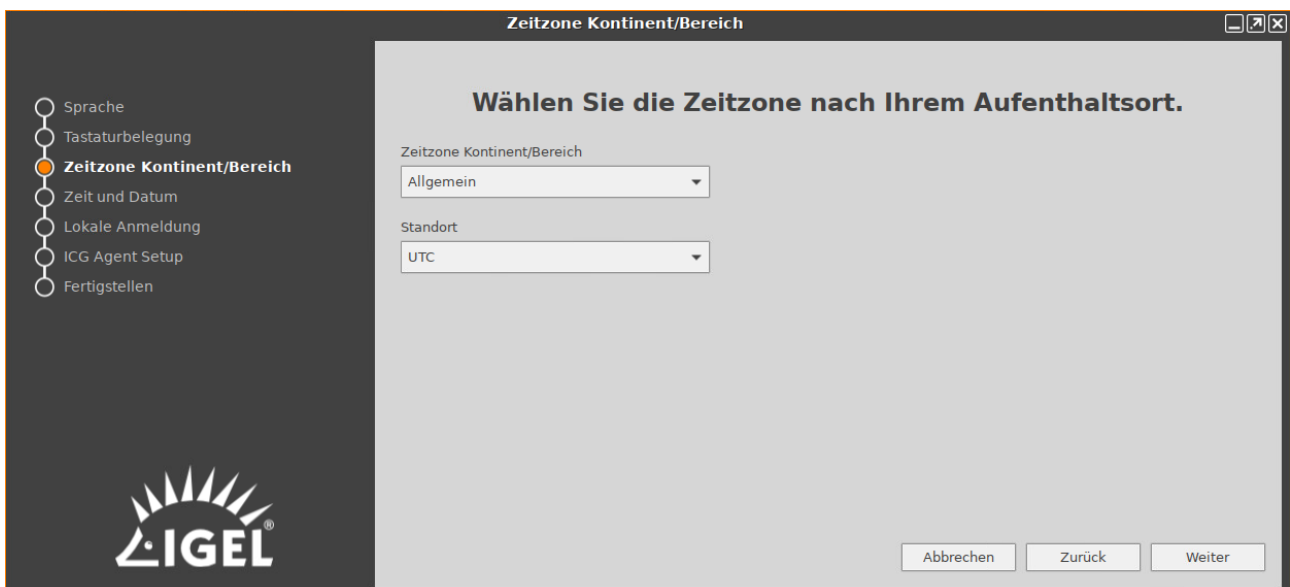 Zeitzone Kontinent/Bereich
Sprache
Tastaturbelegung
Zeitzone Kontinent/Bereich
Zeit und Datum
Lokale Anmeldung
ICG Agent Setup
Fertigstellen
IGEL®
Wählen Sie die Zeitzone nach Ihrem Aufenthaltsort.
Zeitzone Kontinent/Bereich
Allgemein
Standort
UTC
Abbrechen Zurück Weiter